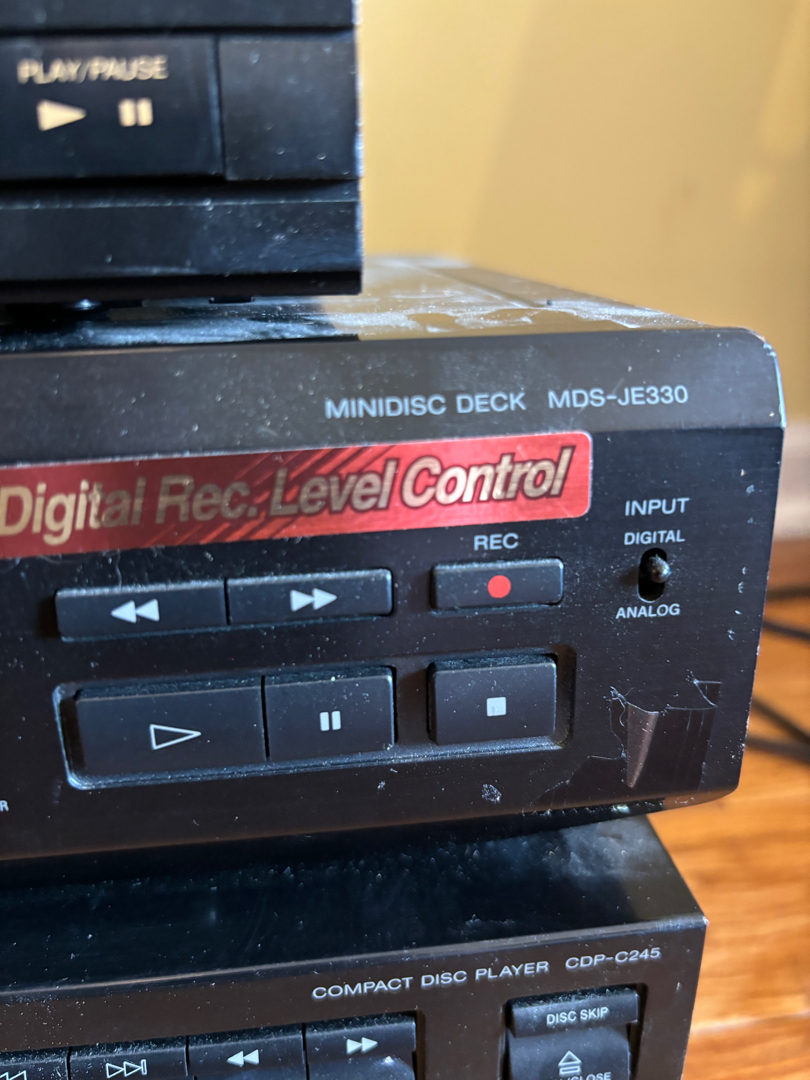 PLAY/PAUSE
MINIDISC DECK MDS-JE330
Digital Rec. Level Control
INPUT
DIGITAL
REC
ANALOG
R
COMPACT DISC PLAYER CDP-C245
DISC SKIP
/CLOSE